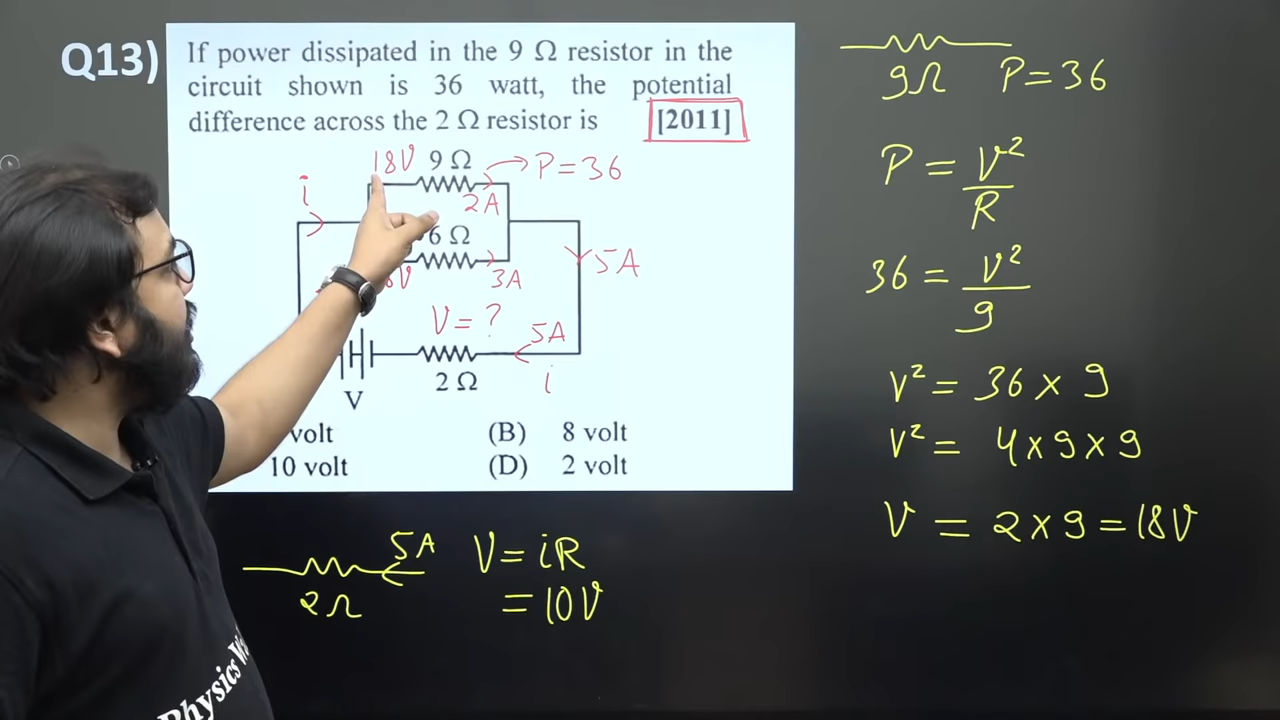 Q13)
If power dissipated in the 9 Ω resistor in the
circuit shown is 36 watt, the potential
difference across the 2 Ω resistor is [2011]
18V 9 Ω P = 36
i
2A
6 Ω
5A
3A
V = ?
5A
2 Ω
i
V
volt
(B) 8 volt
10 volt
(D) 2 volt
5A
2Ω
V = iR
= 10V
9Ω P = 36
P = V²/R
36 = V²/9
V² = 36 × 9
V² = 4 × 9 × 9
V = 2 × 9 = 18V
Physics W